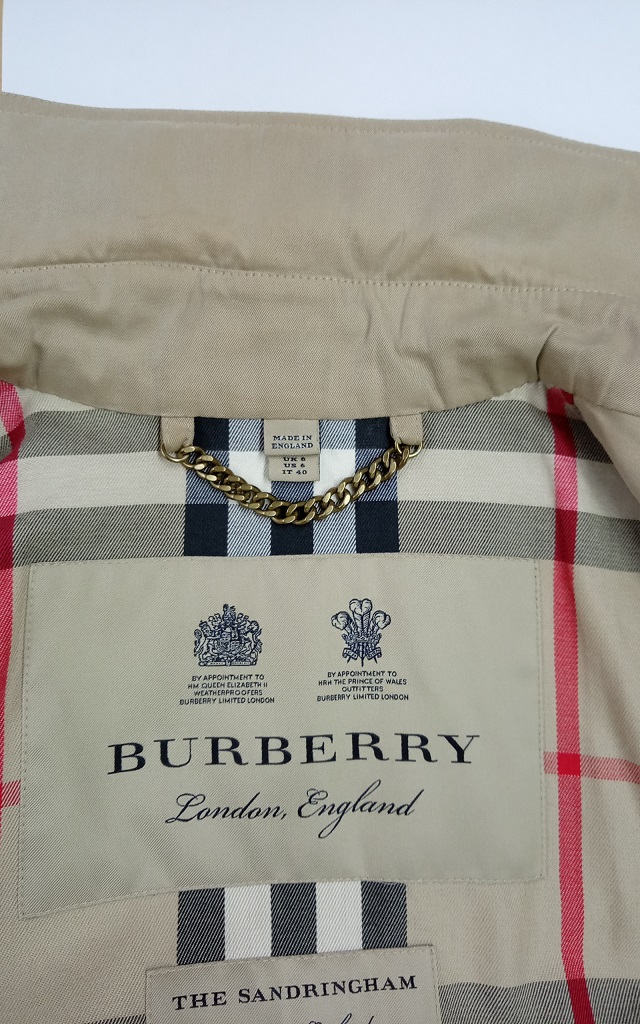 MADE IN
ENGLAND
UK 8
US 6
IT 40
BY APPOINTMENT TO
HM QUEEN ELIZABETH II
WEATHERPROOFERS
BURBERRY LIMITED LONDON
BY APPOINTMENT TO
HRH THE PRINCE OF WALES
OUTFITTERS
BURBERRY LIMITED LONDON
BURBERRY
London, England
THE SANDRINGHAM